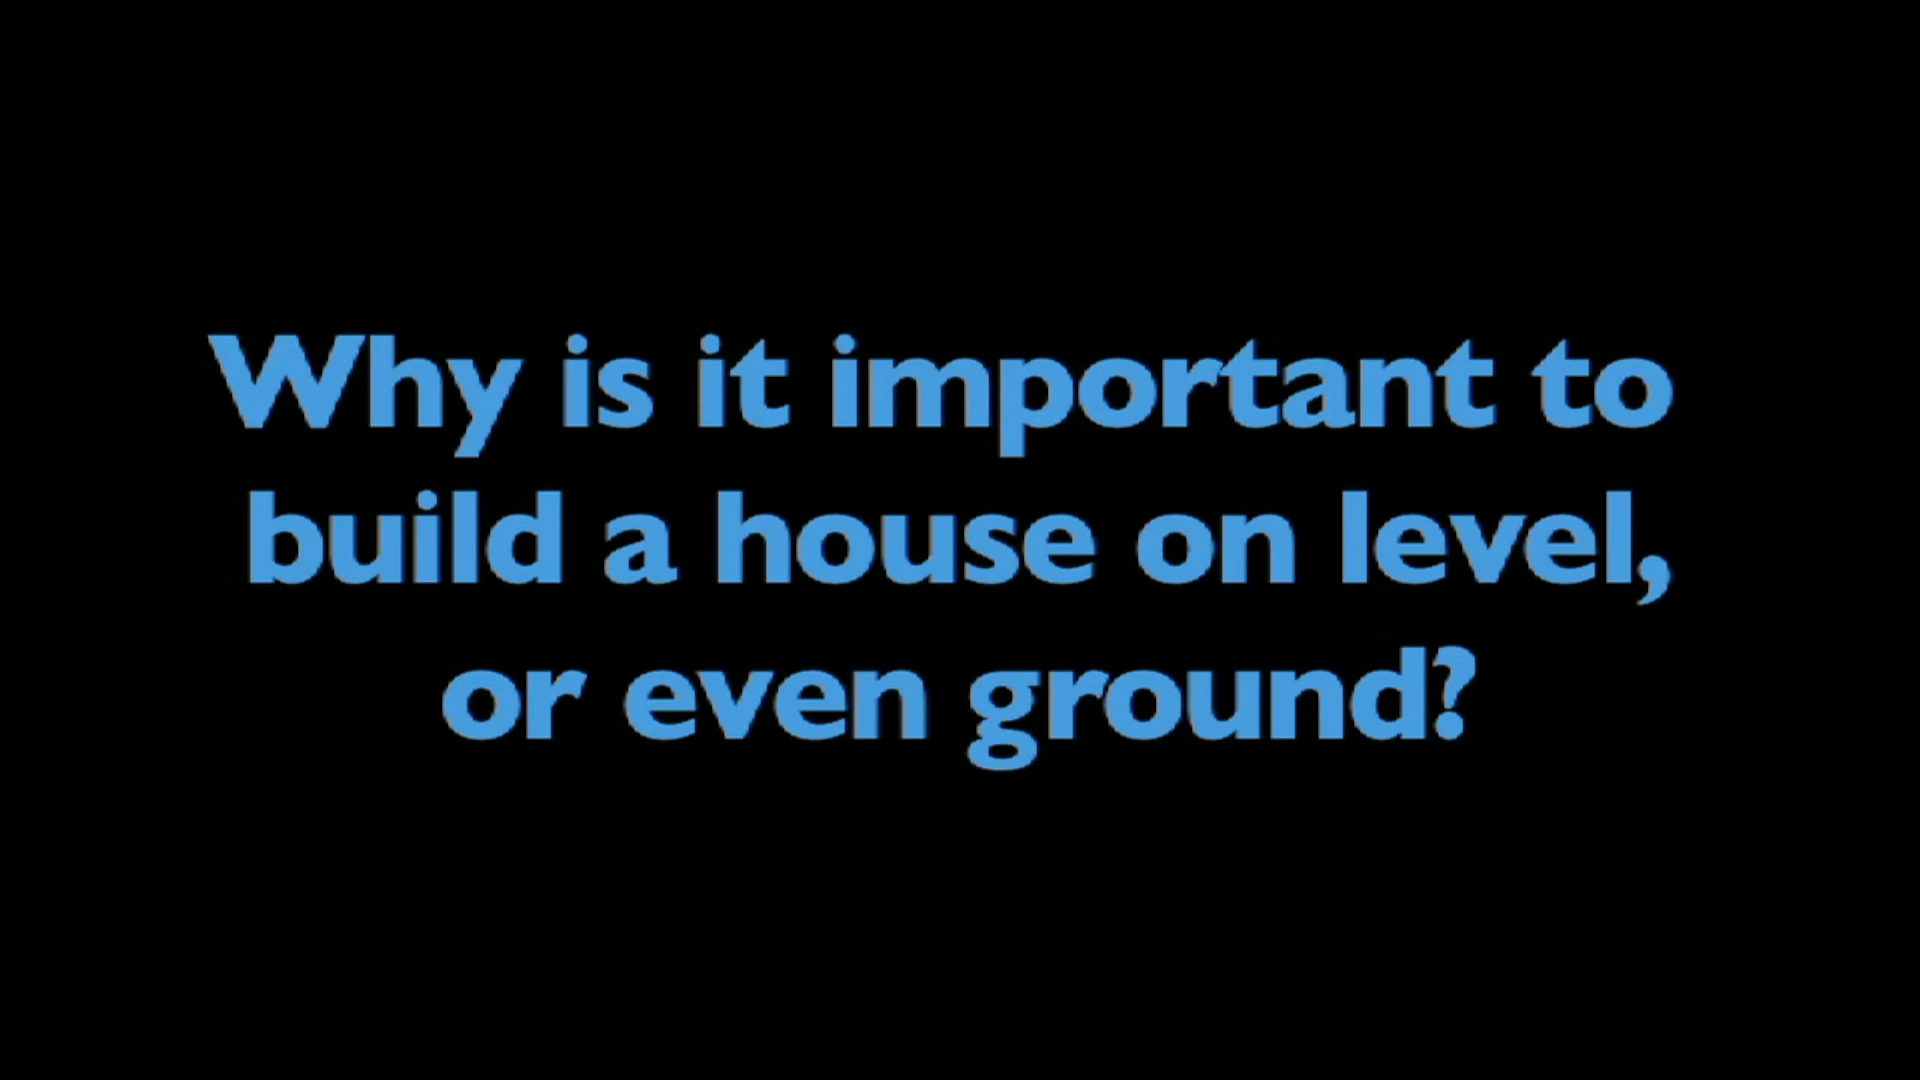 Why is it important to
build a house on level,
or even ground?